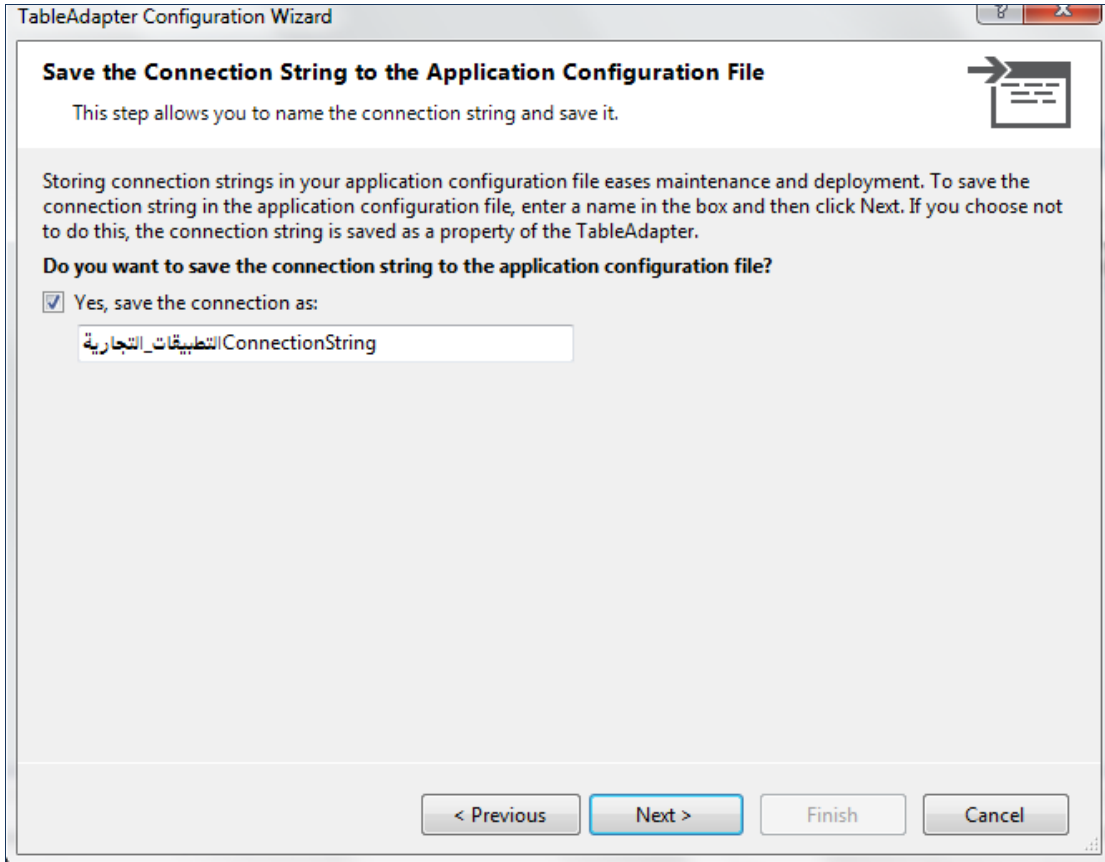 TableAdapter Configuration Wizard
Save the Connection String to the Application Configuration File
This step allows you to name the connection string and save it.
Storing connection strings in your application configuration file eases maintenance and deployment. To save the
connection string in the application configuration file, enter a name in the box and then click Next. If you choose not
to do this, the connection string is saved as a property of the TableAdapter.
Do you want to save the connection string to the application configuration file?
Yes, save the connection as:
التطبيقات_التجاريةConnectionString
< Previous
Next >
Finish
Cancel